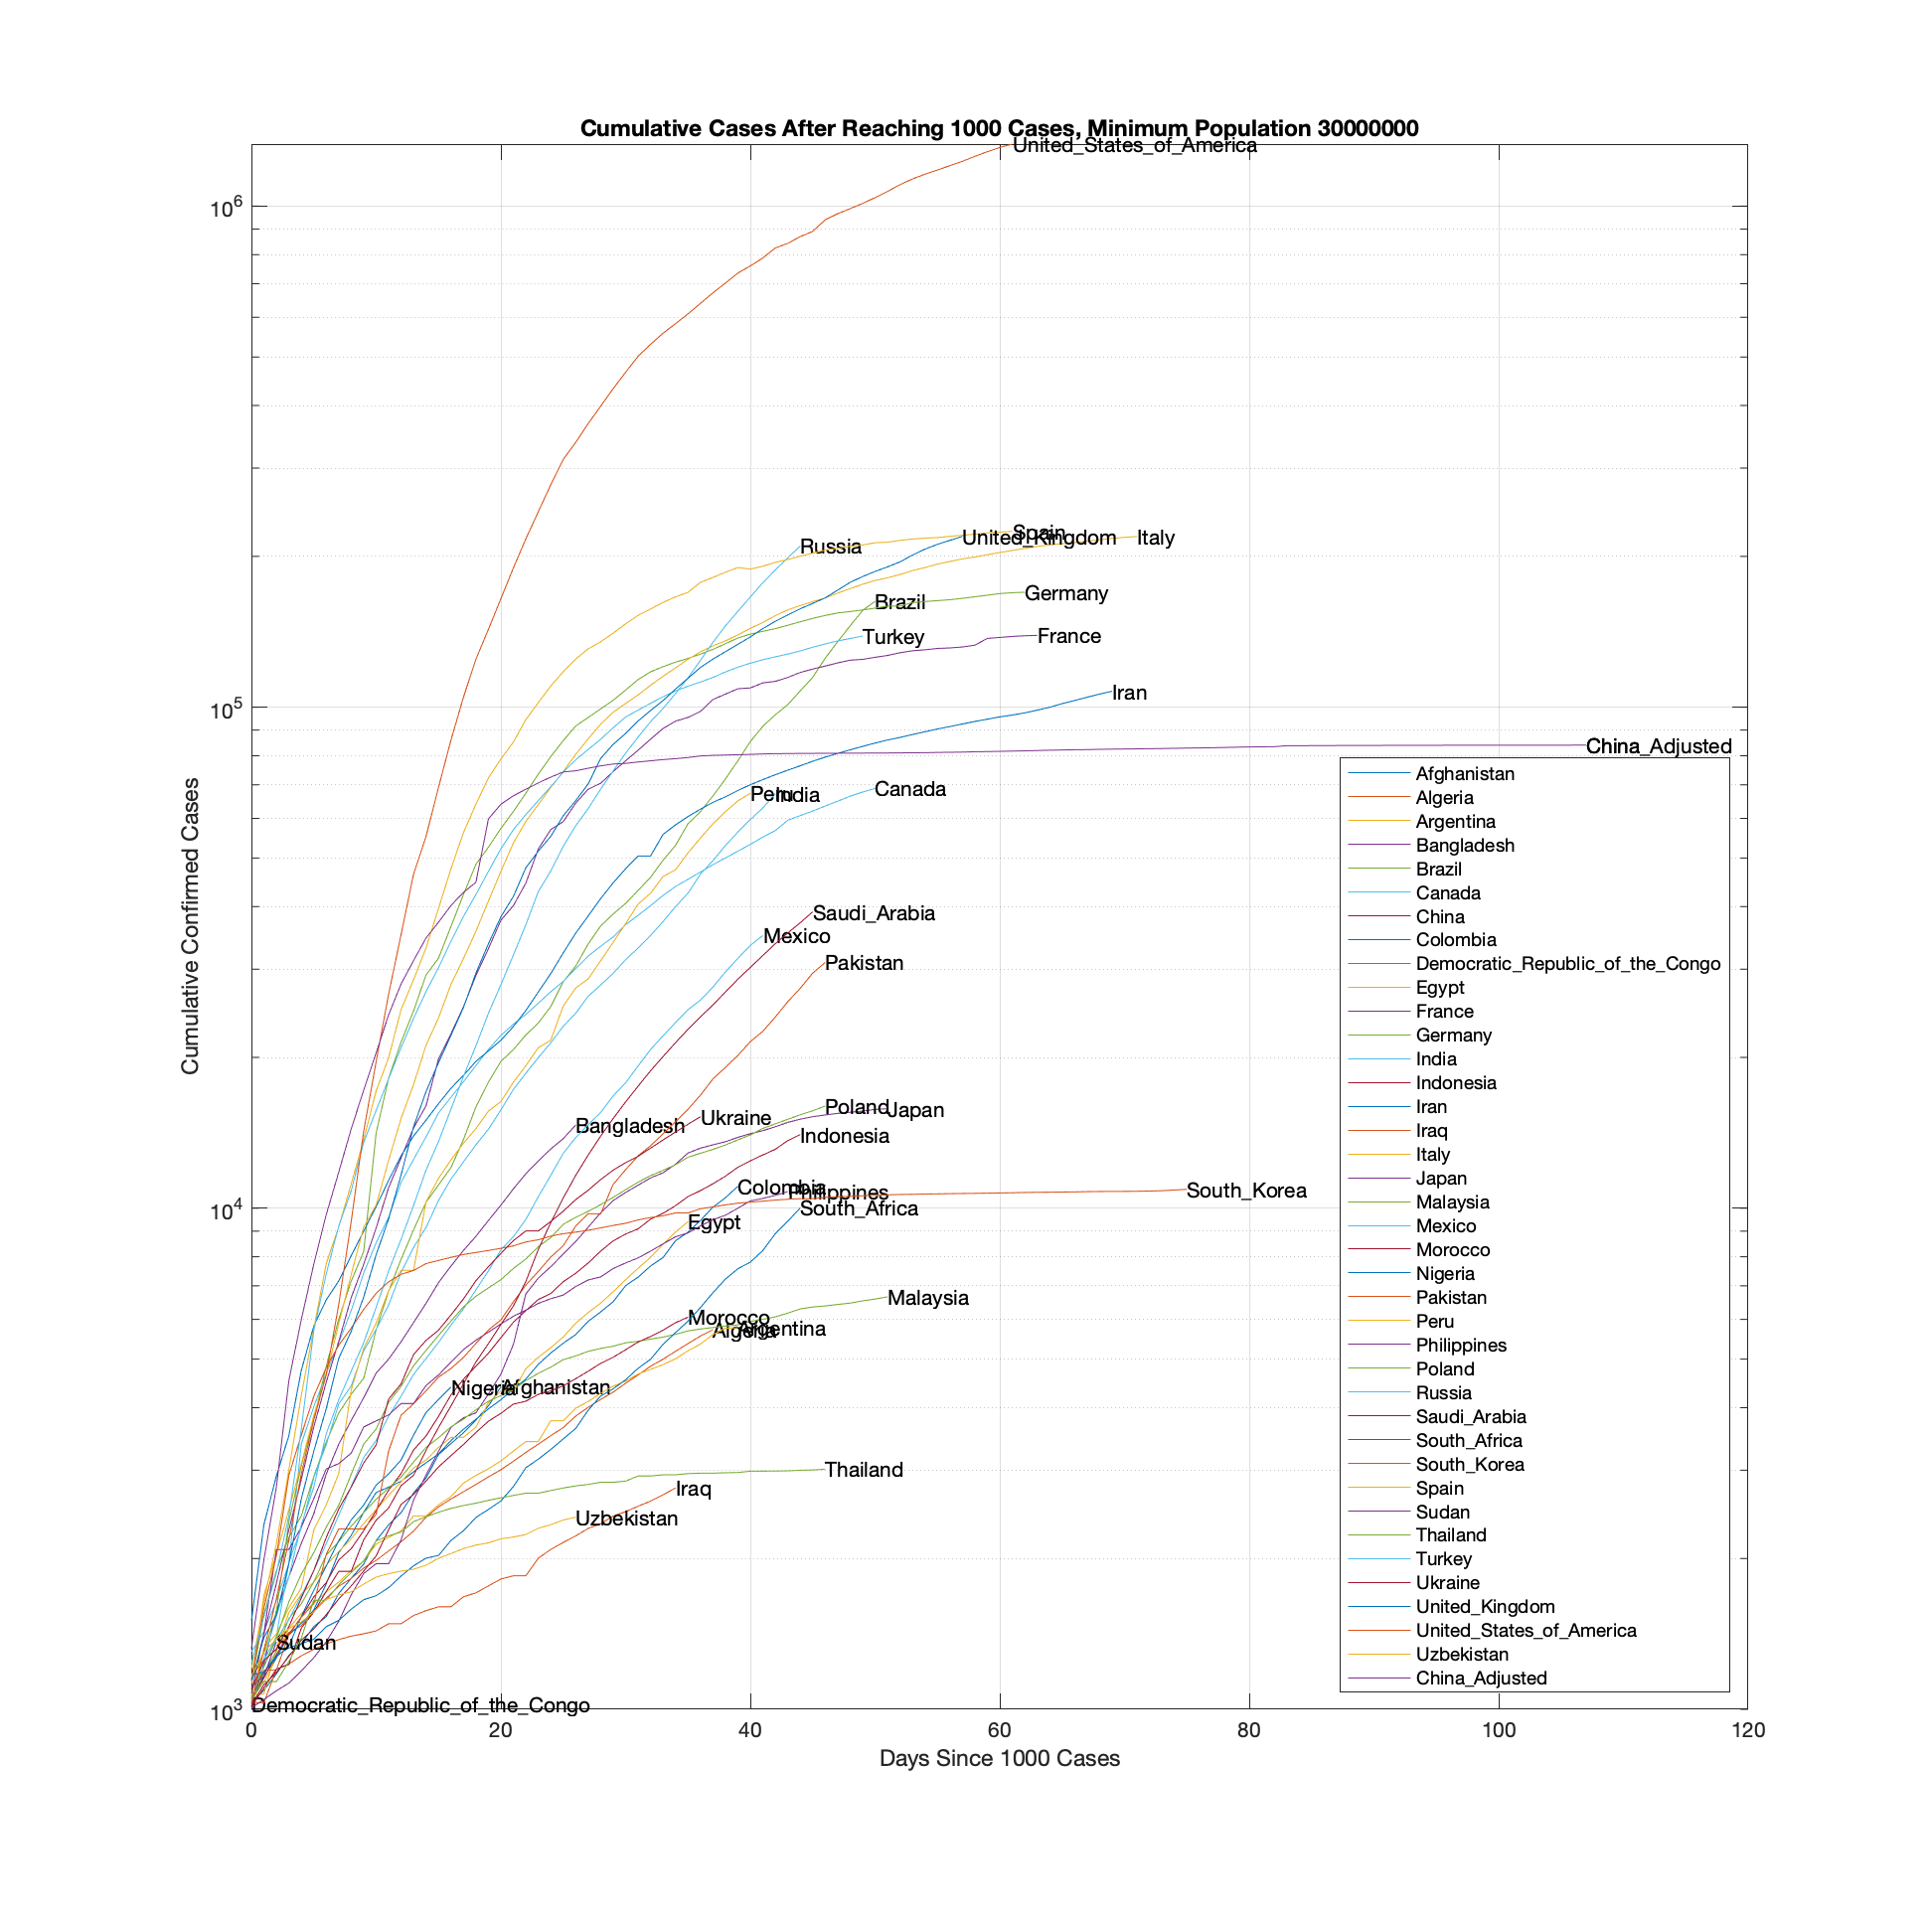 Cumulative Cases After Reaching 1000 Cases, Minimum Population 30000000
United_States_of_America
10^6
Spain
United_Kingdom
Italy
Russia
Germany
Brazil
Turkey
France
Iran
10^5
China_Adjusted
Canada
Peru
India
Saudi_Arabia
Mexico
Pakistan
Poland
Japan
Ukraine
Bangladesh
Indonesia
Colombia
Philippines
South_Korea
10^4
South_Africa
Egypt
Malaysia
Morocco
Algeria
Argentina
Nigeria
Afghanistan
Thailand
Iraq
Uzbekistan
Sudan
Democratic_Republic_of_the_Congo
10^3
Cumulative Confirmed Cases
0 20 40 60 80 100 120
Days Since 1000 Cases
Afghanistan
Algeria
Argentina
Bangladesh
Brazil
Canada
China
Colombia
Democratic_Republic_of_the_Congo
Egypt
France
Germany
India
Indonesia
Iran
Iraq
Italy
Japan
Malaysia
Mexico
Morocco
Nigeria
Pakistan
Peru
Philippines
Poland
Russia
Saudi_Arabia
South_Africa
South_Korea
Spain
Sudan
Thailand
Turkey
Ukraine
United_Kingdom
United_States_of_America
Uzbekistan
China_Adjusted